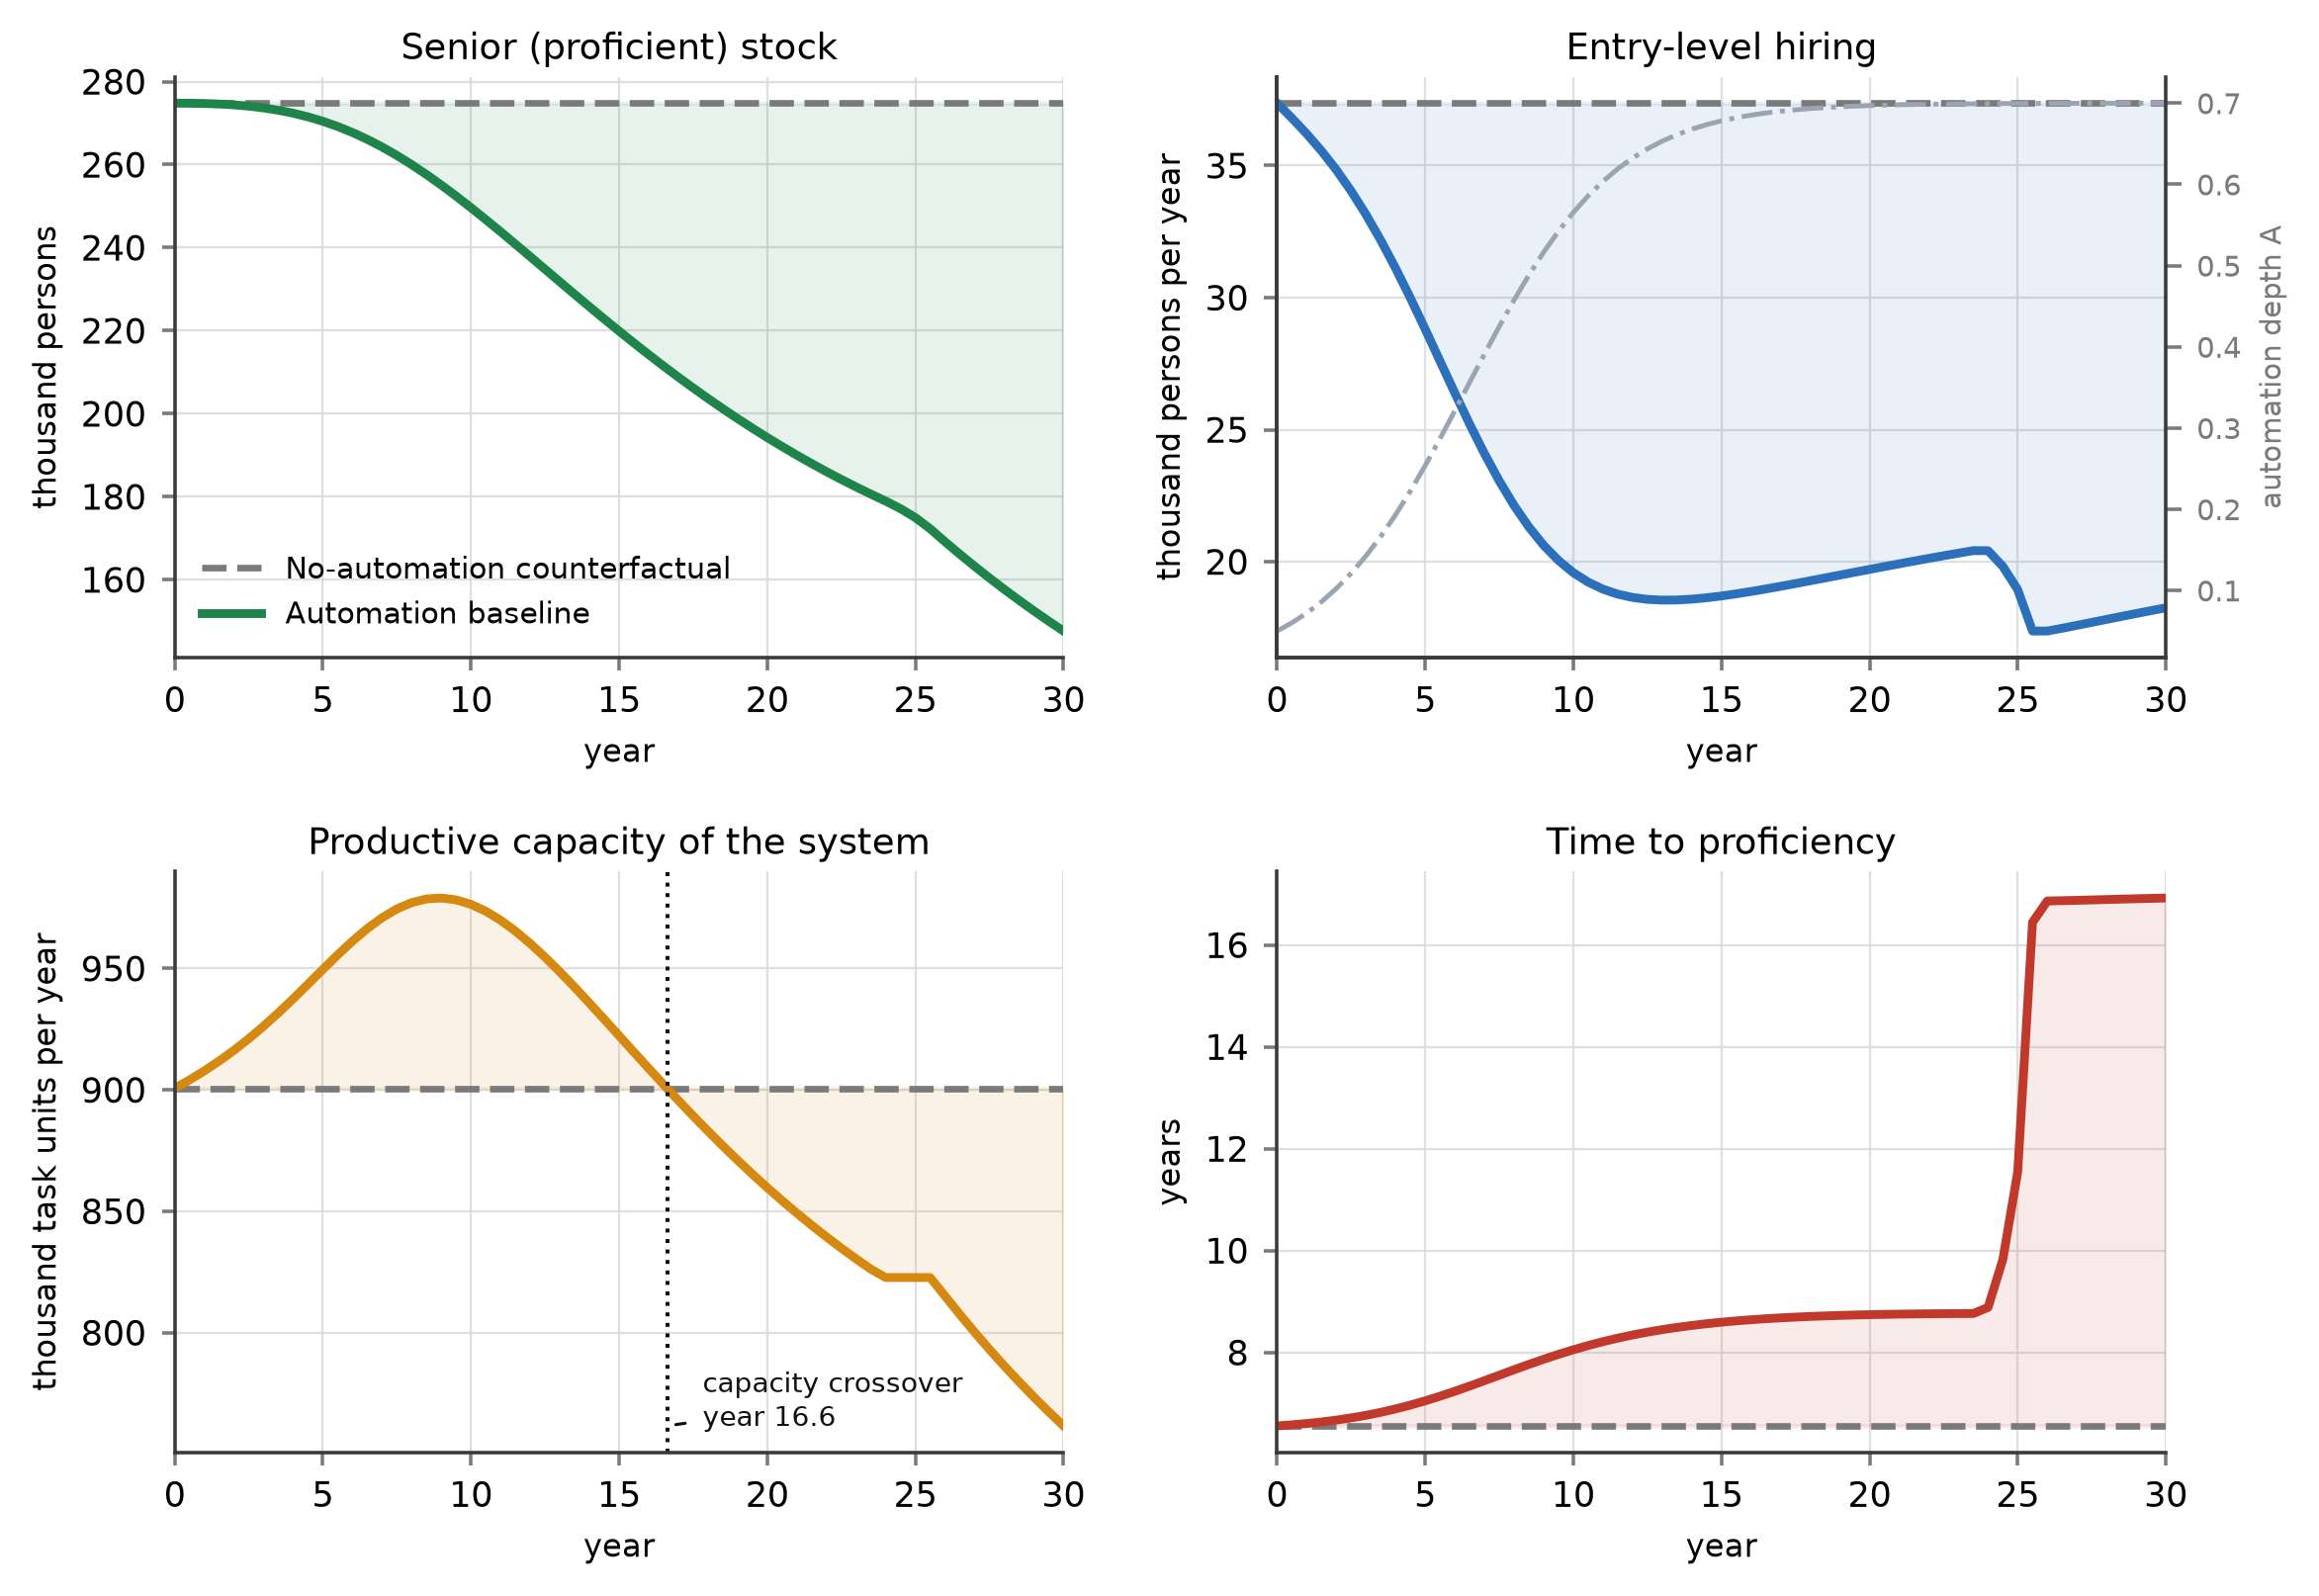 Senior (proficient) stock
thousand persons
280
260
240
220
200
180
160
No-automation counterfactual
Automation baseline
0 5 10 15 20 25 30
year
Entry-level hiring
thousand persons per year
35
30
25
20
0.7
0.6
0.5
0.4
0.3
0.2
0.1
automation depth A
0 5 10 15 20 25 30
year
Productive capacity of the system
thousand task units per year
950
900
850
800
capacity crossover
year 16.6
0 5 10 15 20 25 30
year
Time to proficiency
years
16
14
12
10
8
0 5 10 15 20 25 30
year